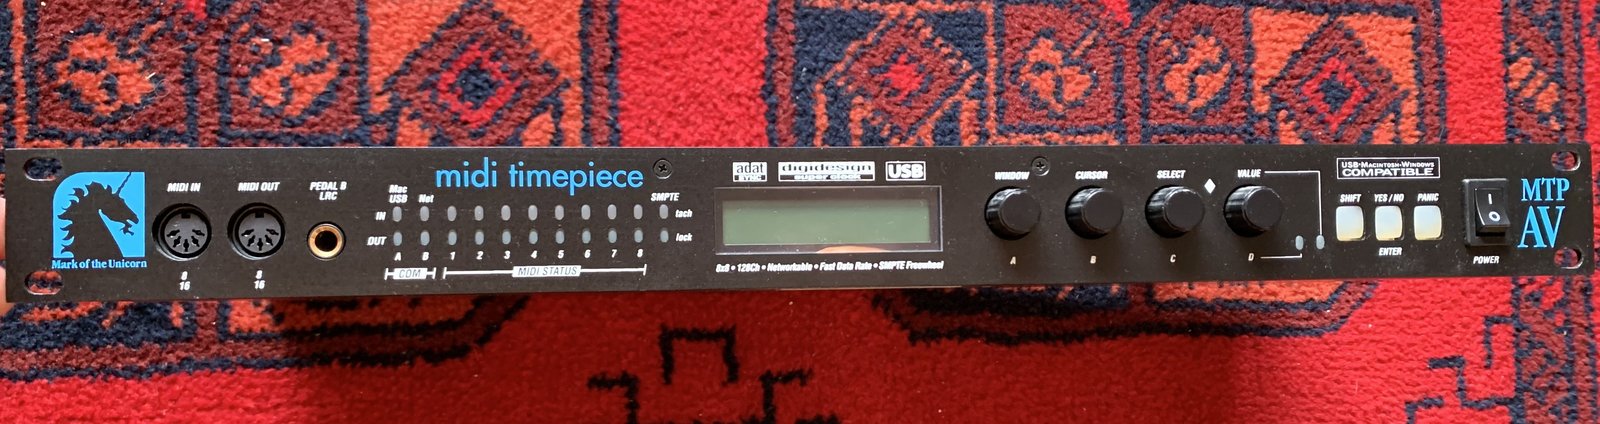 Mark of the Unicorn
MIDI IN
8
16
MIDI OUT
8
16
PEDAL B
LRC
midi timepiece
Mac
USB
Net
SMPTE
IN
tach
OUT
lock
A B 1 2 3 4 5 6 7 8
COM
MIDI STATUS
adat
SYNC
digidesign
super clock
USB
8x8 • 128Ch • Networkable • Fast Data Rate • SMPTE Freewheel
WINDOW
CURSOR
SELECT
VALUE
A
B
C
D
USB•MACINTOSH•WINDOWS
COMPATIBLE
SHIFT
YES / NO
PANIC
ENTER
I
O
POWER
MTP
AV